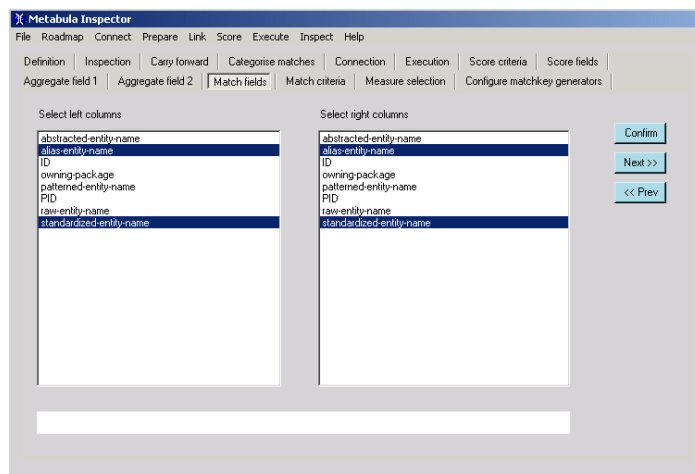 Metabula Inspector
File Roadmap Connect Prepare Link Score Execute Inspect Help
Definition Inspection Carry forward Categorise matches Connection Execution Score criteria Score fields
Aggregate field 1 Aggregate field 2 Match fields Match criteria Measure selection Configure matchkey generators
Select left columns
abstracted-entity-name
alias-entity-name
ID
owning-package
patterned-entity-name
PID
raw-entity-name
standardized-entity-name
Select right columns
abstracted-entity-name
alias-entity-name
ID
owning-package
patterned-entity-name
PID
raw-entity-name
standardized-entity-name
Confirm
Next >>
<< Prev